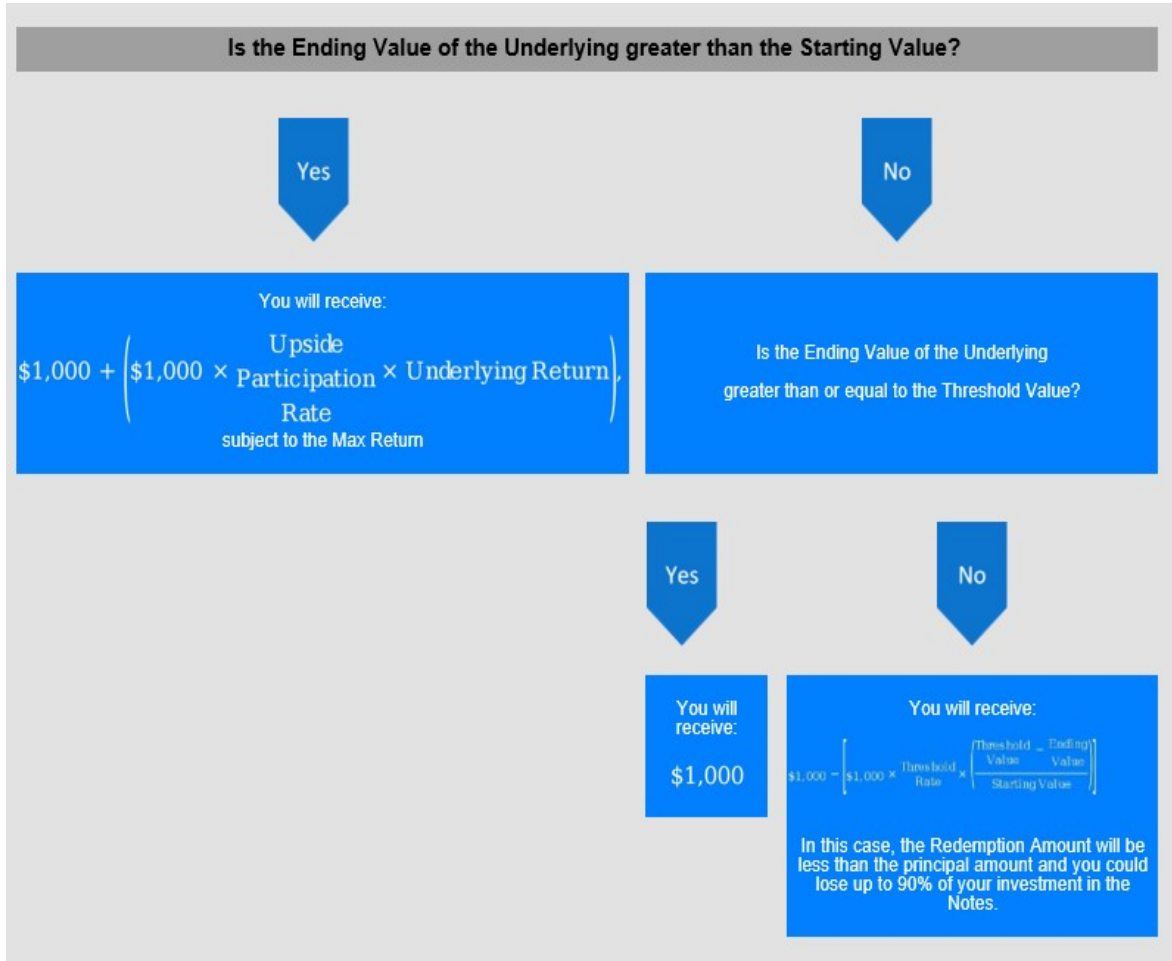 Is the Ending Value of the Underlying greater than the Starting Value?
Yes
No
You will receive:
$1,000 + ($1,000 × Upside Participation Rate × Underlying Return),
subject to the Max Return
Is the Ending Value of the Underlying
greater than or equal to the Threshold Value?
Yes
No
You will
receive:
$1,000
You will receive:
$1,000 − [$1,000 × Threshold Rate × ((Threshold Value − Ending Value) / Starting Value)]
In this case, the Redemption Amount will be
less than the principal amount and you could
lose up to 90% of your investment in the
Notes.